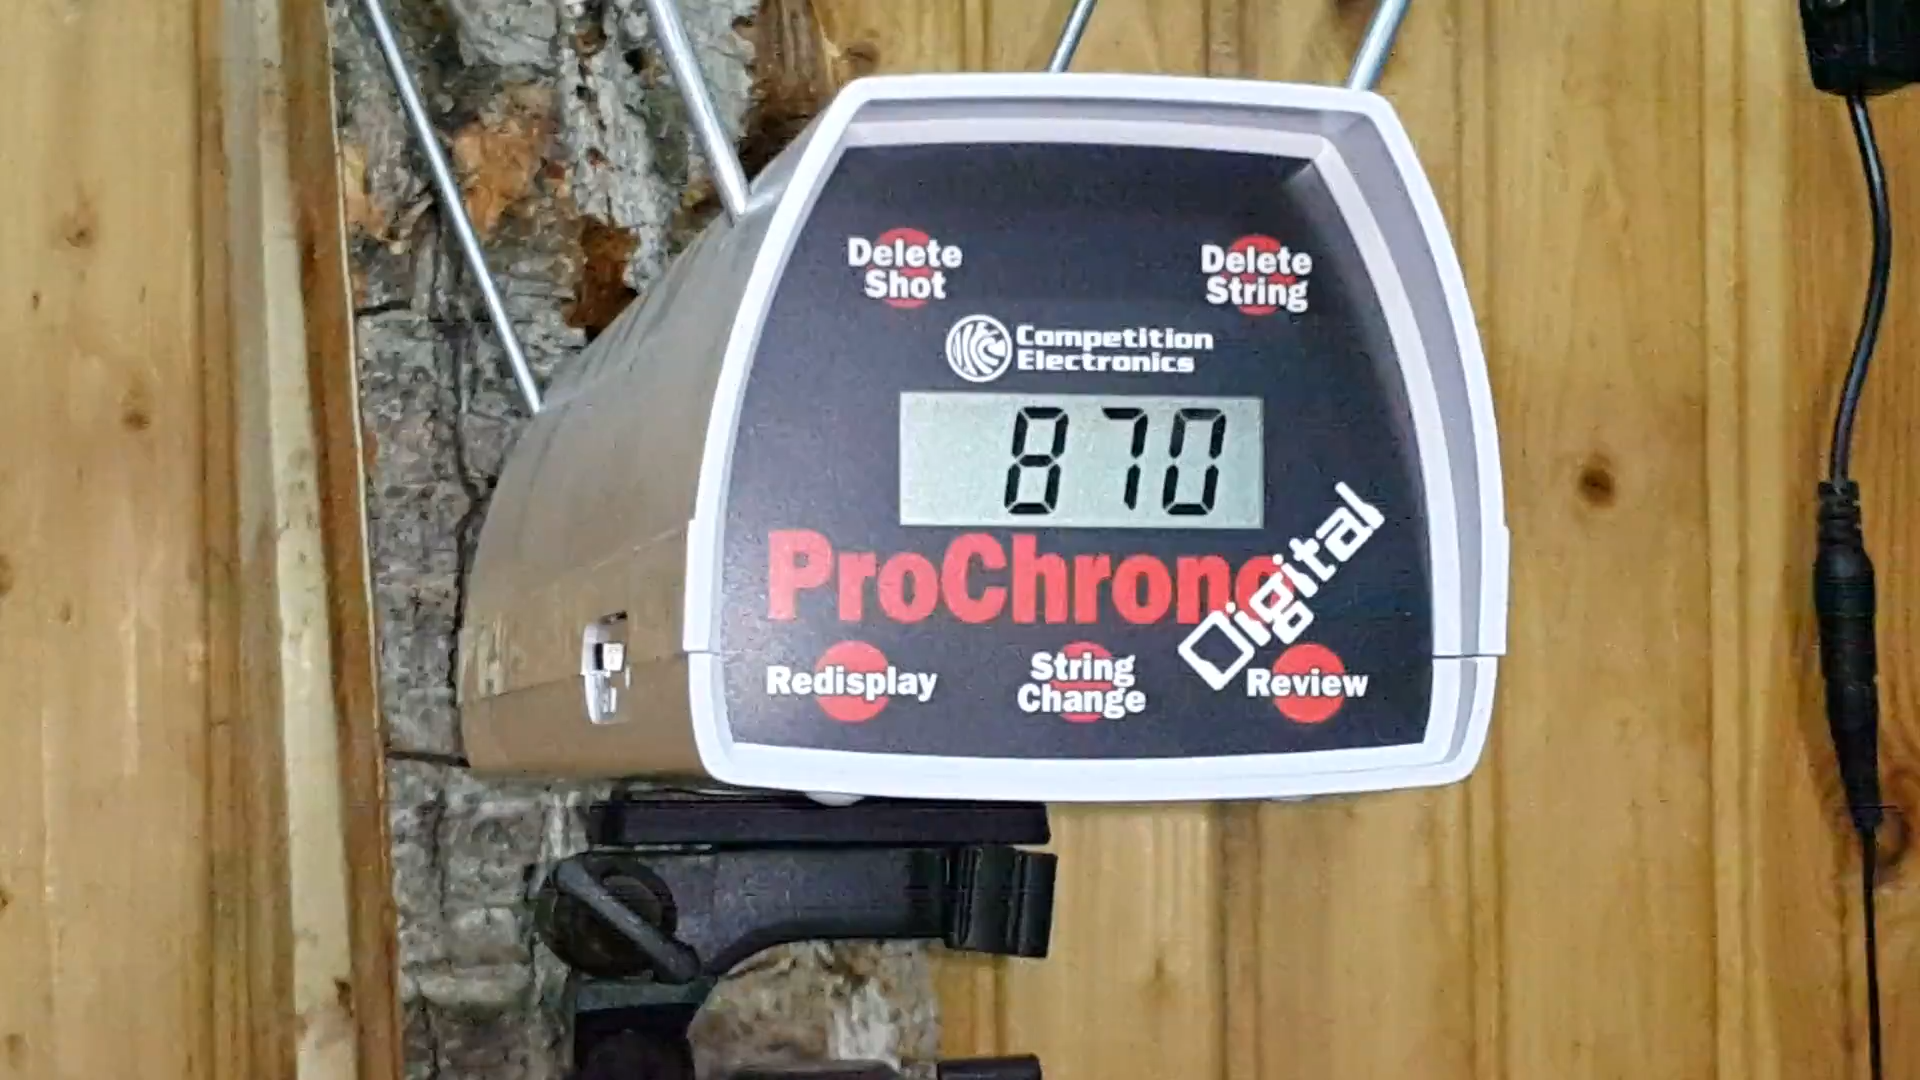 Delete
Shot
Delete
String
Competition
Electronics
870
ProChrono
Digital
Redisplay
String
Change
Review